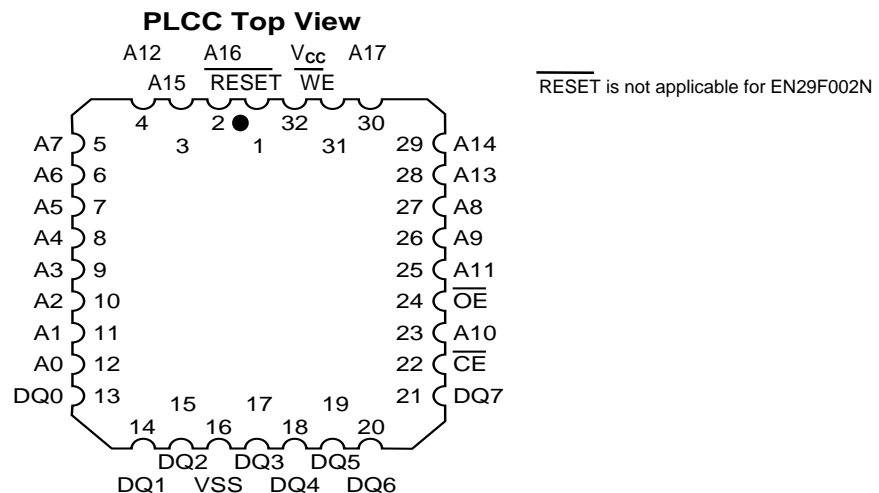 PLCC Top View
A12 A16 VCC A17
A15 RESET WE
RESET is not applicable for EN29F002N
4 2 32 30
3 1 31
A7 5 29 A14
A6 6 28 A13
A5 7 27 A8
A4 8 26 A9
A3 9 25 A11
A2 10 24 OE
A1 11 23 A10
A0 12 22 CE
DQ0 13 21 DQ7
15 17 19
14 16 18 20
DQ2 DQ3 DQ5
DQ1 VSS DQ4 DQ6